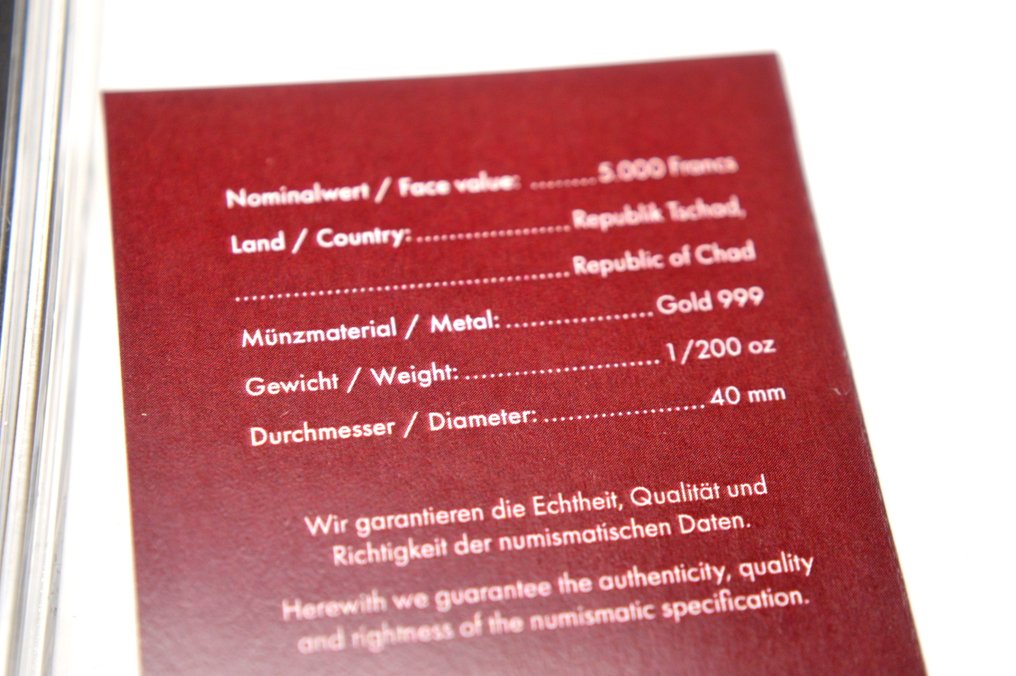 Nominalwert / Face value: ......... 5.000 Francs
Land / Country: ................... Republik Tschad,
......................................... Republic of Chad
Münzmaterial / Metal: .................. Gold 999
Gewicht / Weight: ........................ 1/200 oz
Durchmesser / Diameter: .................... 40 mm
Wir garantieren die Echtheit, Qualität und
Richtigkeit der numismatischen Daten.
Herewith we guarantee the authenticity, quality
and rightness of the numismatic specification.